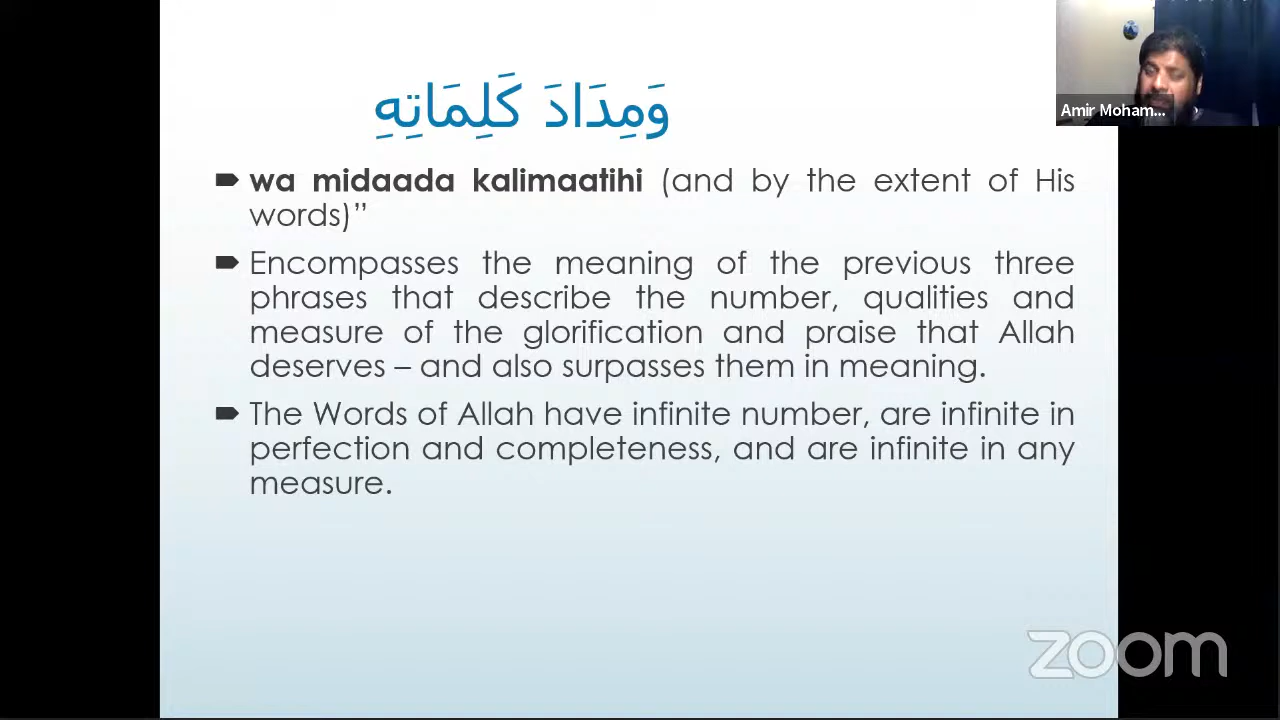 Amir Moham...
وَمِدَادَ كَلِمَاتِهِ
wa midaada kalimaatihi (and by the extent of His
words)”
Encompasses the meaning of the previous three
phrases that describe the number, qualities and
measure of the glorification and praise that Allah
deserves – and also surpasses them in meaning.
The Words of Allah have infinite number, are infinite in
perfection and completeness, and are infinite in any
measure.
zoom